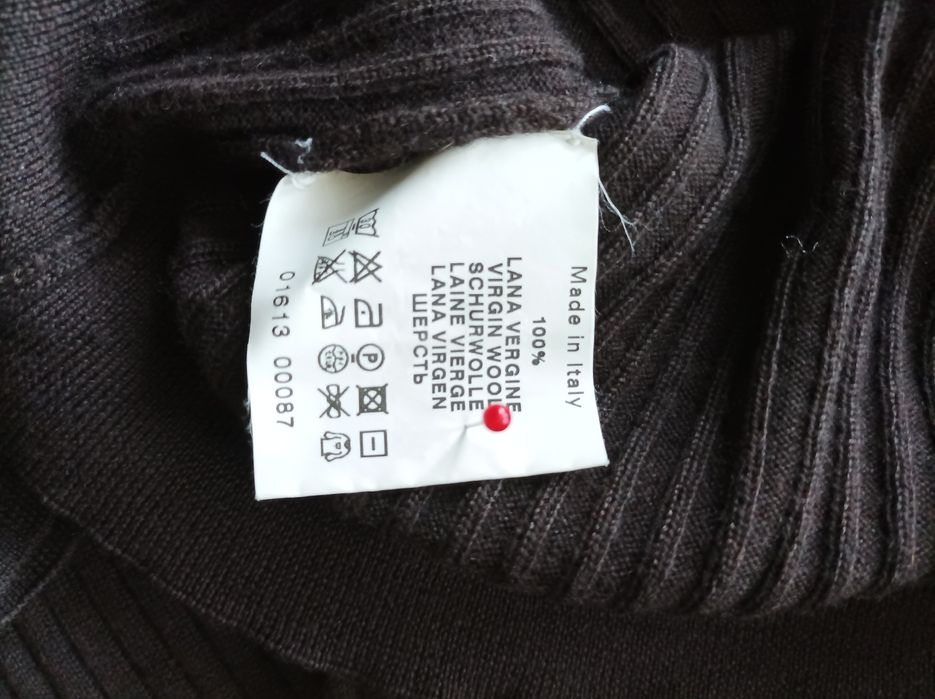 Made in Italy
100%
LANA VERGINE
VIRGIN WOOL
SCHURWOLLE
LAINE VIERGE
LANA VIRGEN
ШЕРСТЬ
P
01613 00087